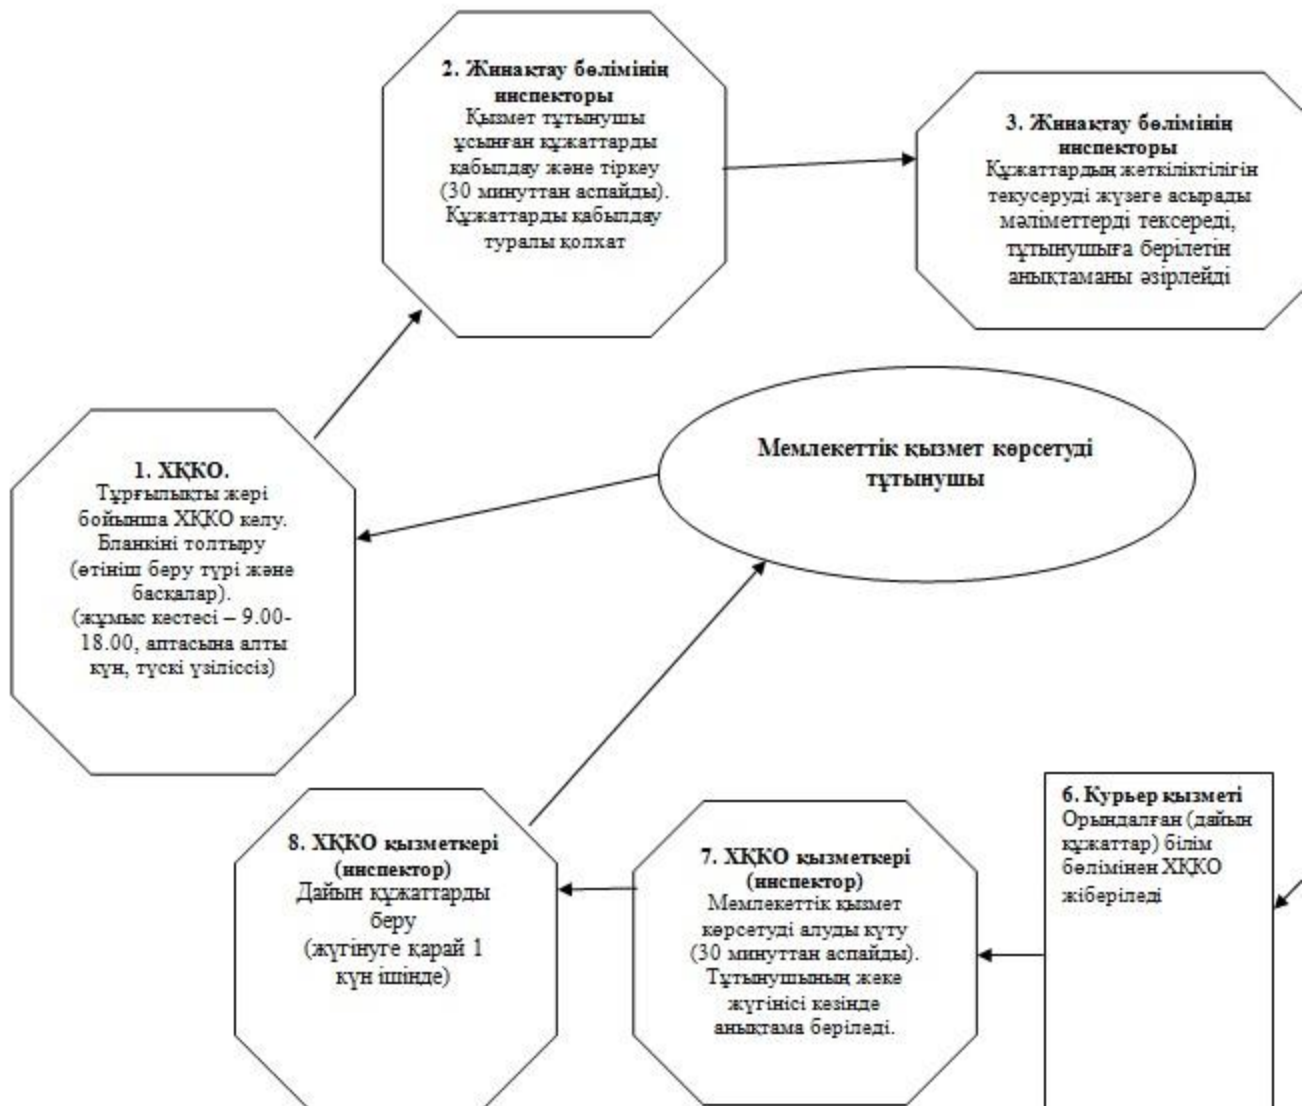 2. Жинақтау бөлімінің
инспекторы
Қызмет тұтынушы
ұсынған құжаттарды
қабылдау және тіркеу
(30 минуттан аспайды).
Құжаттарды қабылдау
туралы қолхат
3. Жинақтау бөлімінің
инспекторы
Құжаттардың жеткіліктілігін
текусеруді жүзеге асырады
мәліметтерді тексереді,
тұтынушыға берілетін
анықтаманы әзірлейді
Мемлекеттік қызмет көрсетуді
тұтынушы
1. ХҚКО.
Тұрғылықты жері
бойынша ХҚКО келу.
Бланкіні толтыру
(өтініш беру түрі және
басқалар).
(жұмыс кестесі – 9.00-
18.00, аптасына алты
күн, түскі үзіліссіз)
8. ХҚКО қызметкері
(инспектор)
Дайын құжаттарды
беру
(жүгінуге қарай 1
күн ішінде)
7. ХҚКО қызметкері
(инспектор)
Мемлекеттік қызмет
көрсетуді алуды күту
(30 минуттан аспайды).
Тұтынушының жеке
жүгінісі кезінде
анықтама беріледі.
6. Курьер қызметі
Орындалған (дайын
құжаттар) білім
бөлімінен ХҚКО
жіберіледі